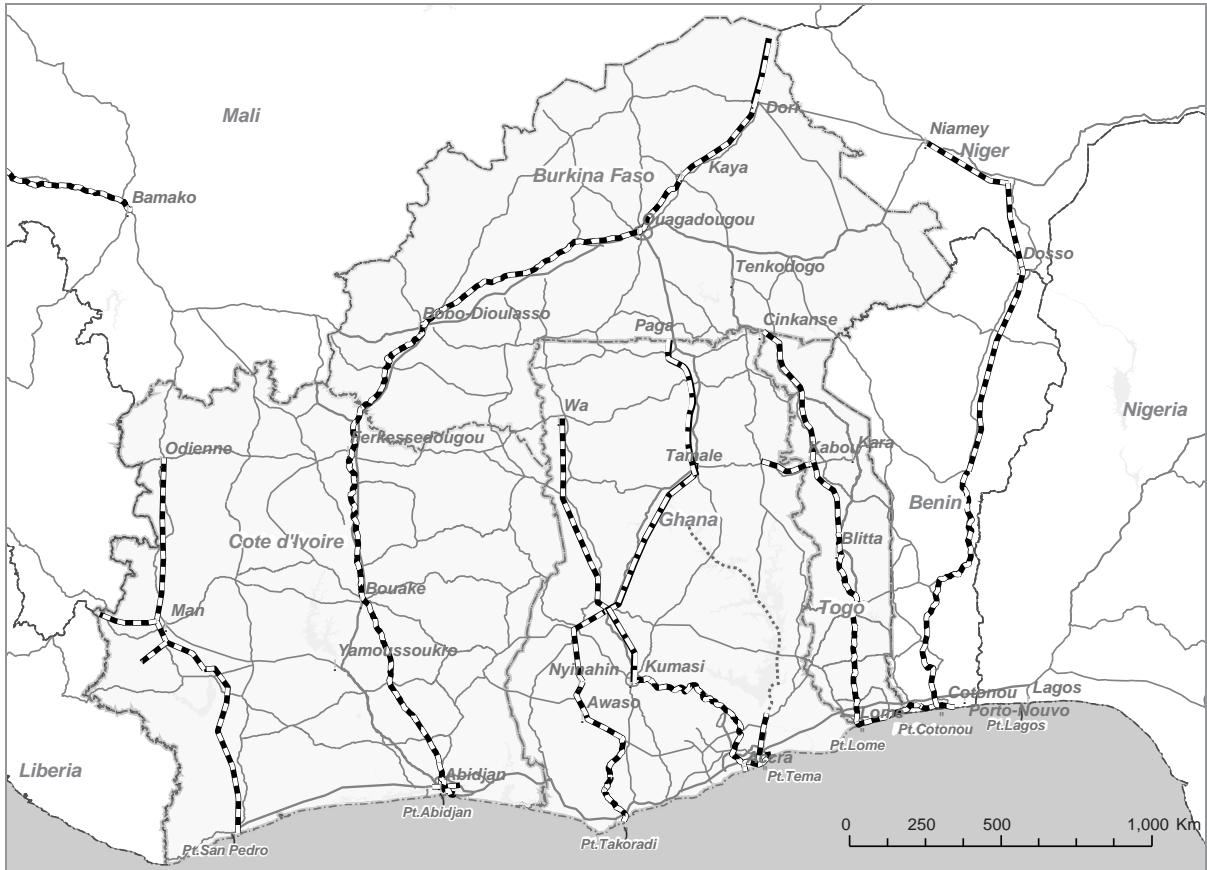 Mali
Dori
Niamey
Niger
Burkina Faso
Kaya
Bamako
Ouagadougou
Dosso
Tenkodogo
Bobo-Dioulasso
Paga
Cinkanse
Wa
Nigeria
Ferkessedougou
Odienne
Tamale
Kabou
Kara
Benin
Ghana
Cote d'Ivoire
Blitta
Bouake
Man
Togo
Yamoussoukro
Nyinahin
Kumasi
Awaso
Cotonou
Lagos
Lome
Porto-Nouvo
Pt.Cotonou
Pt.Lagos
Pt.Lome
Liberia
Accra
Abidjan
Pt.Tema
Pt.Abidjan
Pt.San Pedro
Pt.Takoradi
0 250 500 1,000 Km